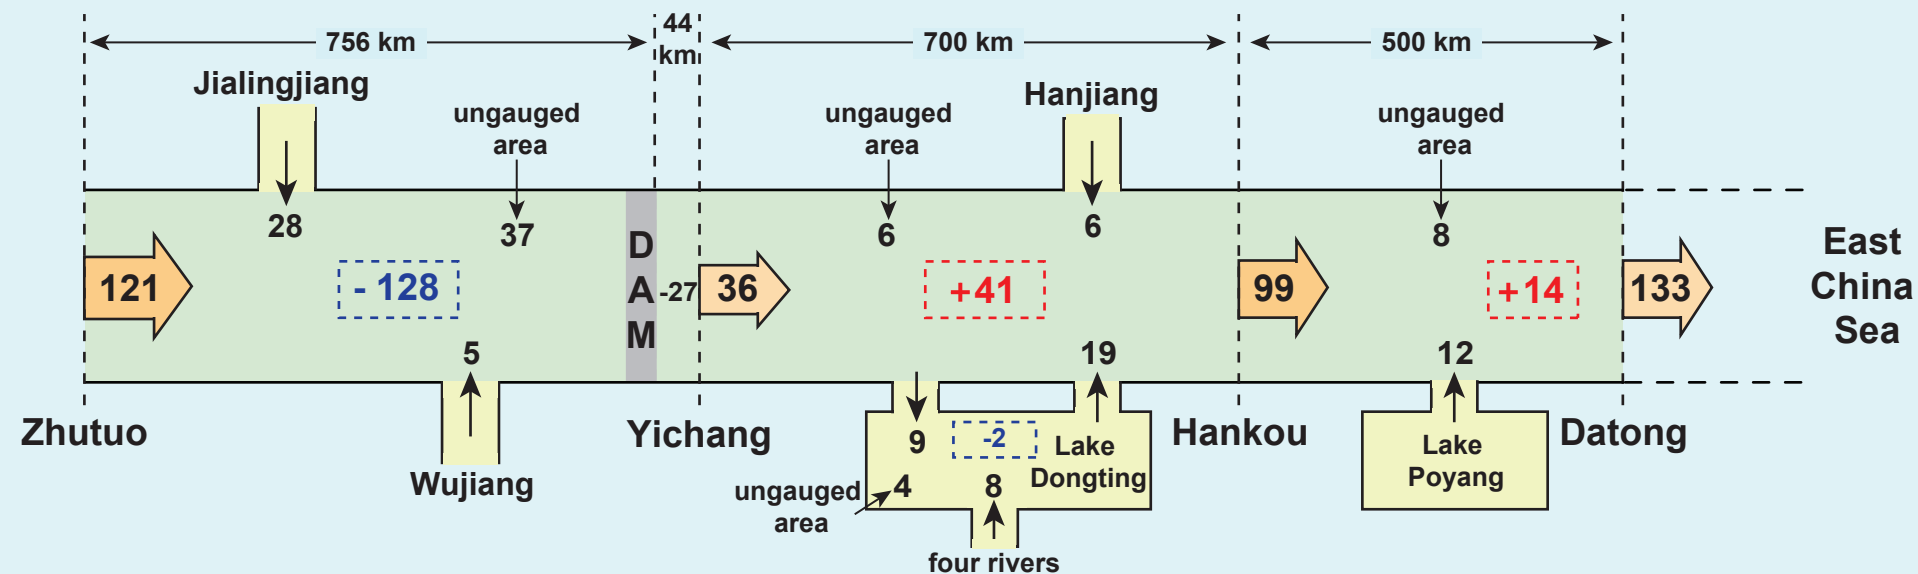 756 km
44
km
700 km
500 km
Jialingjiang
ungauged
area
ungauged
area
Hanjiang
ungauged
area
28
37
6
6
8
D
A
M
121
- 128
-27
36
+41
99
+14
133
East
China
Sea
5
19
12
Zhutuo
Wujiang
Yichang
9
-2
Lake
Dongting
ungauged
area
4
8
four rivers
Hankou
Lake
Poyang
Datong